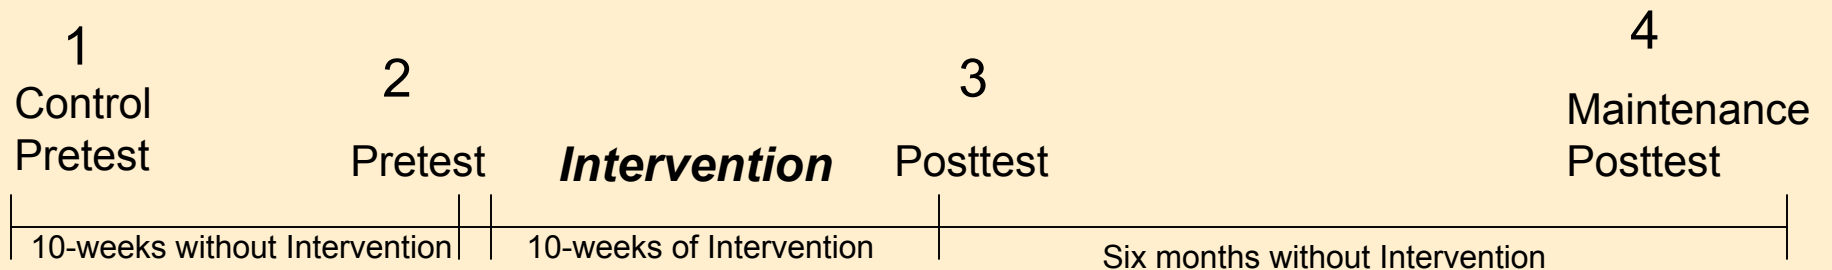 1
Control
Pretest
2
Pretest
Intervention
3
Posttest
4
Maintenance
Posttest
10-weeks without Intervention
10-weeks of Intervention
Six months without Intervention